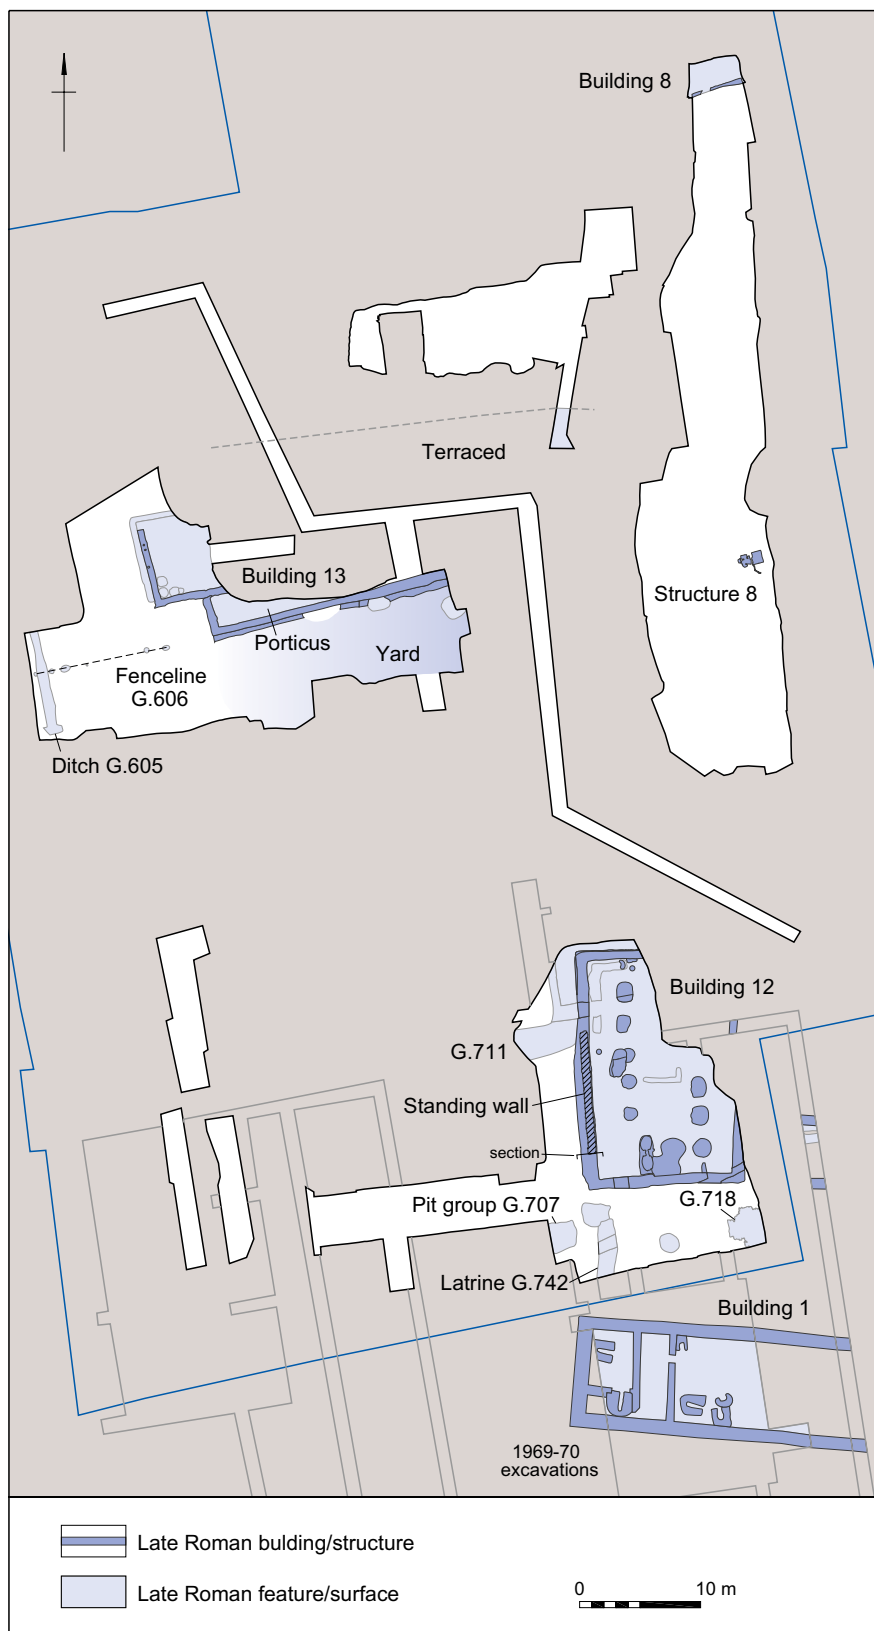 Building 8
Terraced
Building 13
Structure 8
Porticus
Yard
Fenceline
G.606
Ditch G.605
Building 12
G.711
Standing wall
section
Pit group G.707
G.718
Latrine G.742
Building 1
1969-70
excavations
Late Roman bulding/structure
Late Roman feature/surface
0 10 m